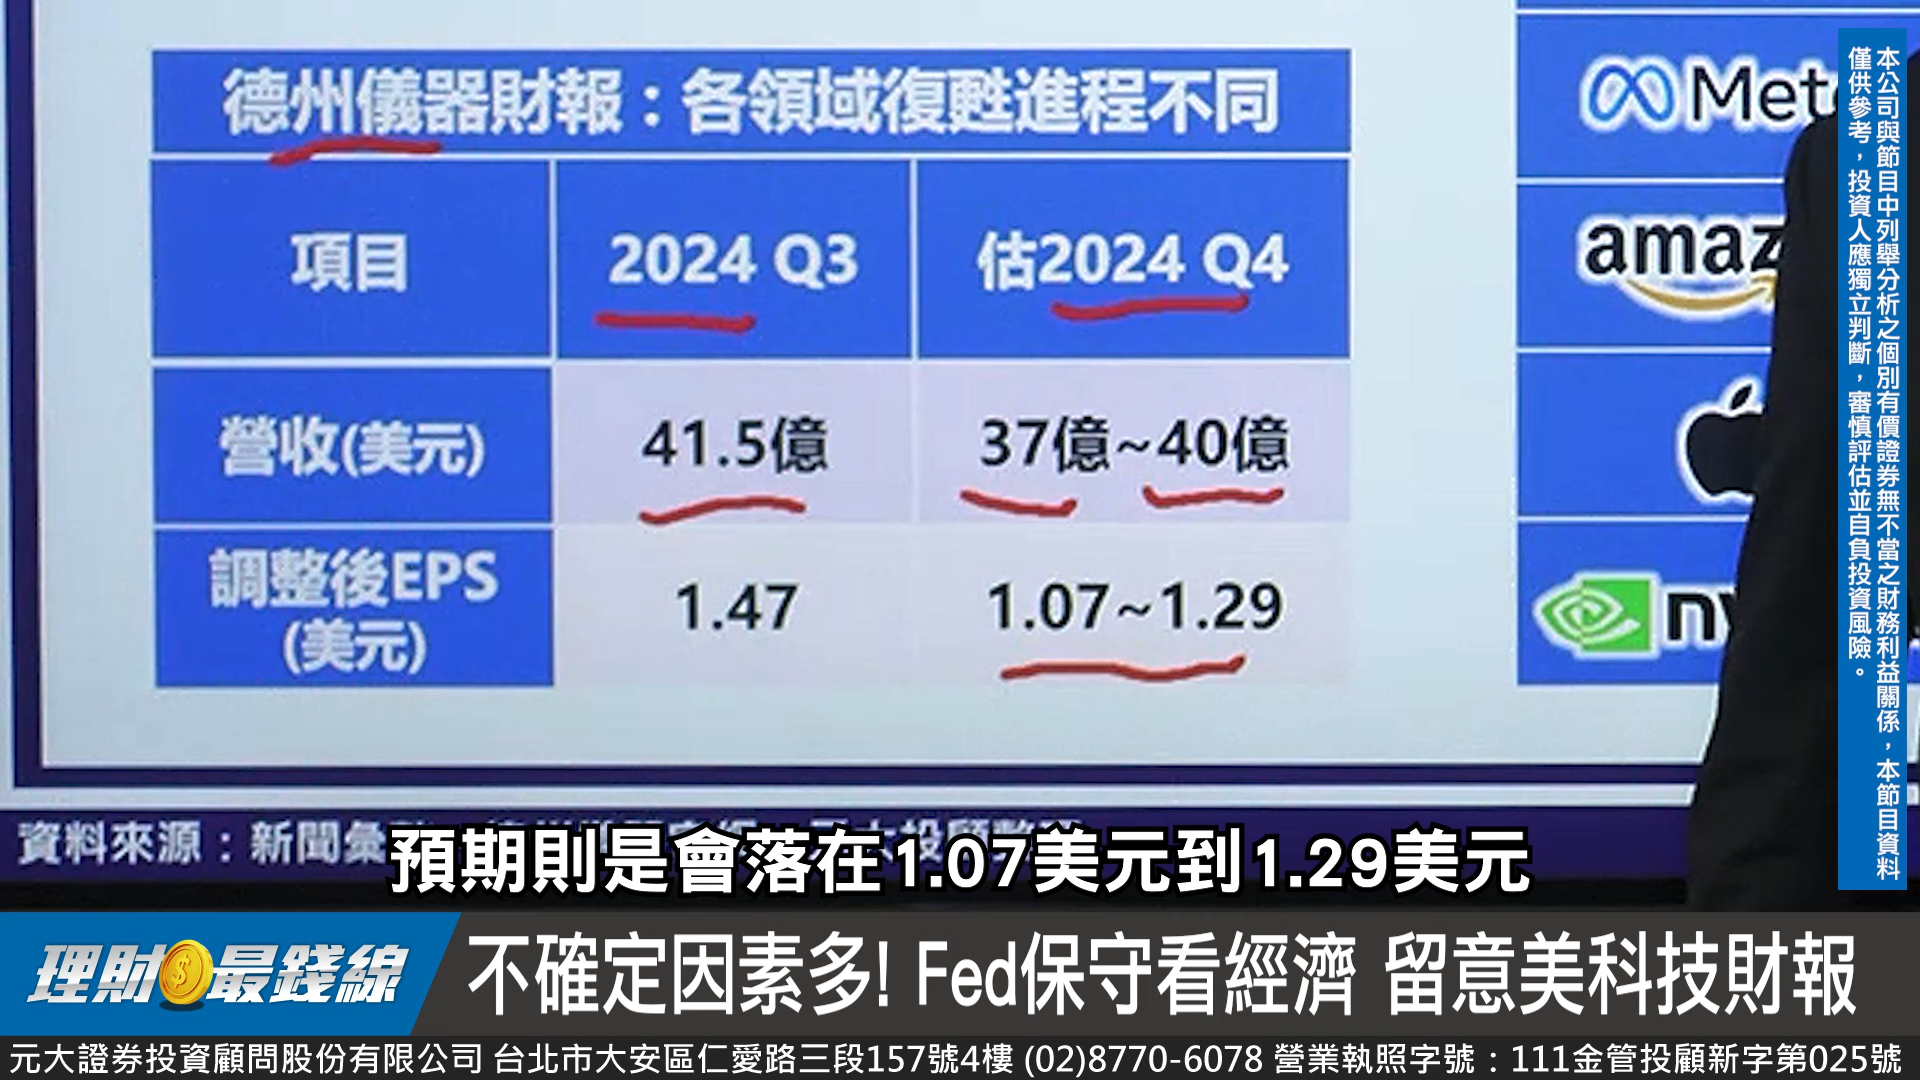 德州儀器財報：各領域復甦進程不同
項目 2024 Q3 估2024 Q4
營收(美元) 41.5億 37億~40億
調整後EPS
(美元)
1.47 1.07~1.29
amaz
本公司與節目中列舉分析之個別有價證券無不當之財務利益關係，本節目資料
僅供參考，投資人應獨立判斷，審慎評估並自負投資風險。
資料來源：新聞彙
預期則是會落在1.07美元到1.29美元
理財最錢線
不確定因素多! Fed保守看經濟 留意美科技財報
元大證券投資顧問股份有限公司 台北市大安區仁愛路三段157號4樓 (02)8770-6078 營業執照字號：111金管投顧新字第025號